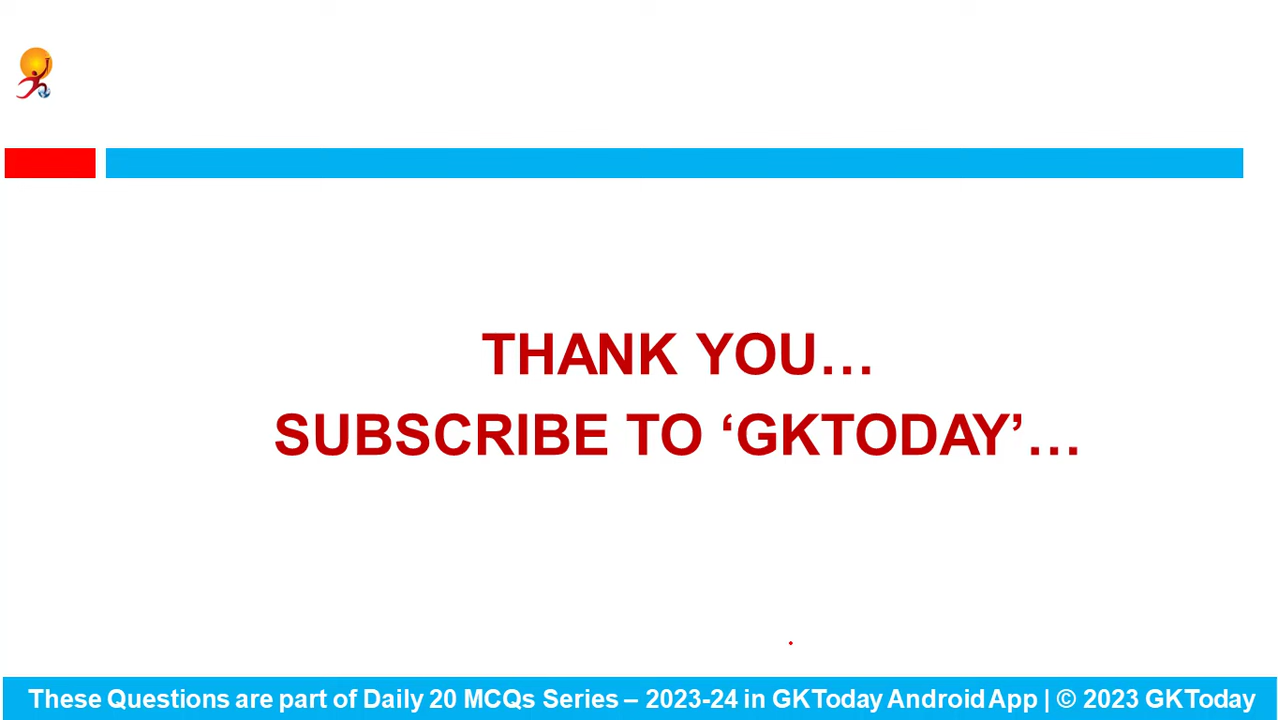 THANK YOU…
SUBSCRIBE TO ‘GKTODAY’…
These Questions are part of Daily 20 MCQs Series – 2023-24 in GKToday Android App | © 2023 GKToday